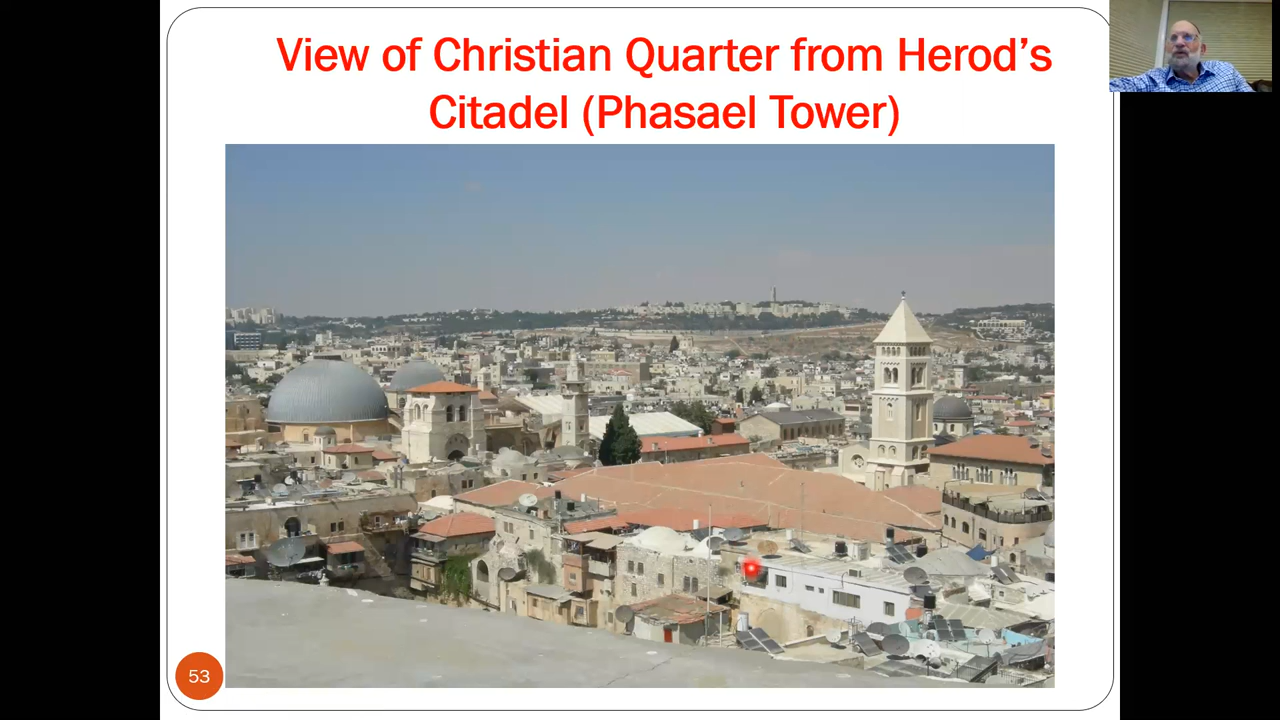 View of Christian Quarter from Herod’s
Citadel (Phasael Tower)
53